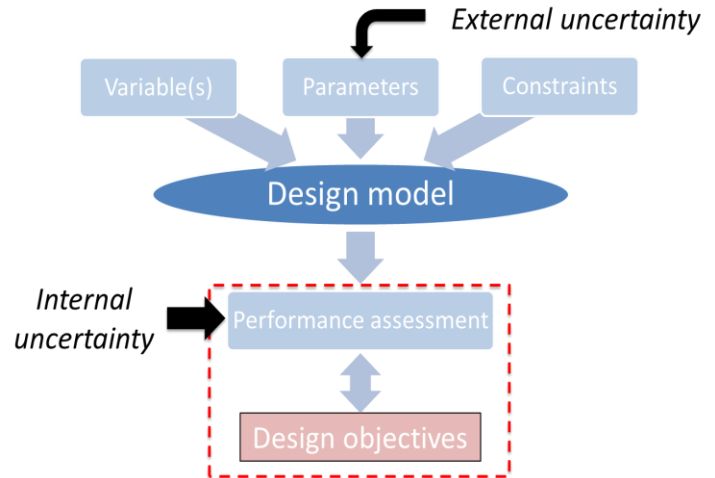 External uncertainty
Variable(s)
Parameters
Constraints
Design model
Internal
uncertainty
Performance assessment
Design objectives